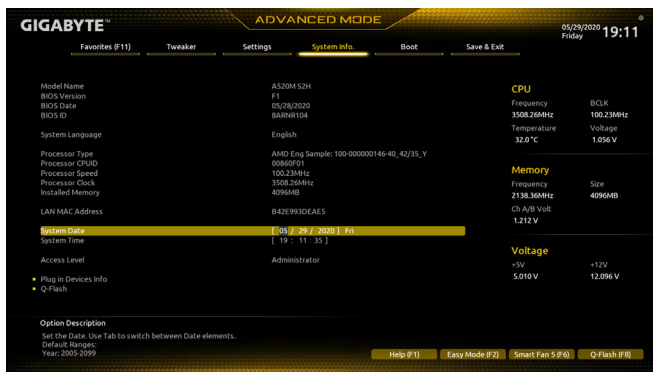 GIGABYTE™
ADVANCED MODE
05/29/2020 Friday 19:11
Favorites (F11) Tweaker Settings System Info. Boot Save & Exit
Model Name A520M S2H
BIOS Version F1
BIOS Date 05/28/2020
BIOS ID 8ARNR104
System Language English
Processor Type AMD Eng Sample: 100-000000146-40_42/35_Y
Processor CPUID 00860F01
Processor Speed 100.23MHz
Processor Clock 3508.26MHz
Installed Memory 4096MB
LAN MAC Address B42E993DEAE5
System Date [ 05 / 29 / 2020 ] Fri
System Time [ 19 : 11 : 35 ]
Access Level Administrator
Plug in Devices Info
Q-Flash
CPU
Frequency BCLK
3508.26MHz 100.23MHz
Temperature Voltage
32.0 °C 1.056 V
Memory
Frequency Size
2138.36MHz 4096MB
Ch A/B Volt
1.212 V
Voltage
+5V +12V
5.010 V 12.096 V
Option Description
Set the Date. Use Tab to switch between Date elements.
Default Ranges:
Year: 2005-2099
Help (F1) Easy Mode (F2) Smart Fan 5 (F6) Q-Flash (F8)